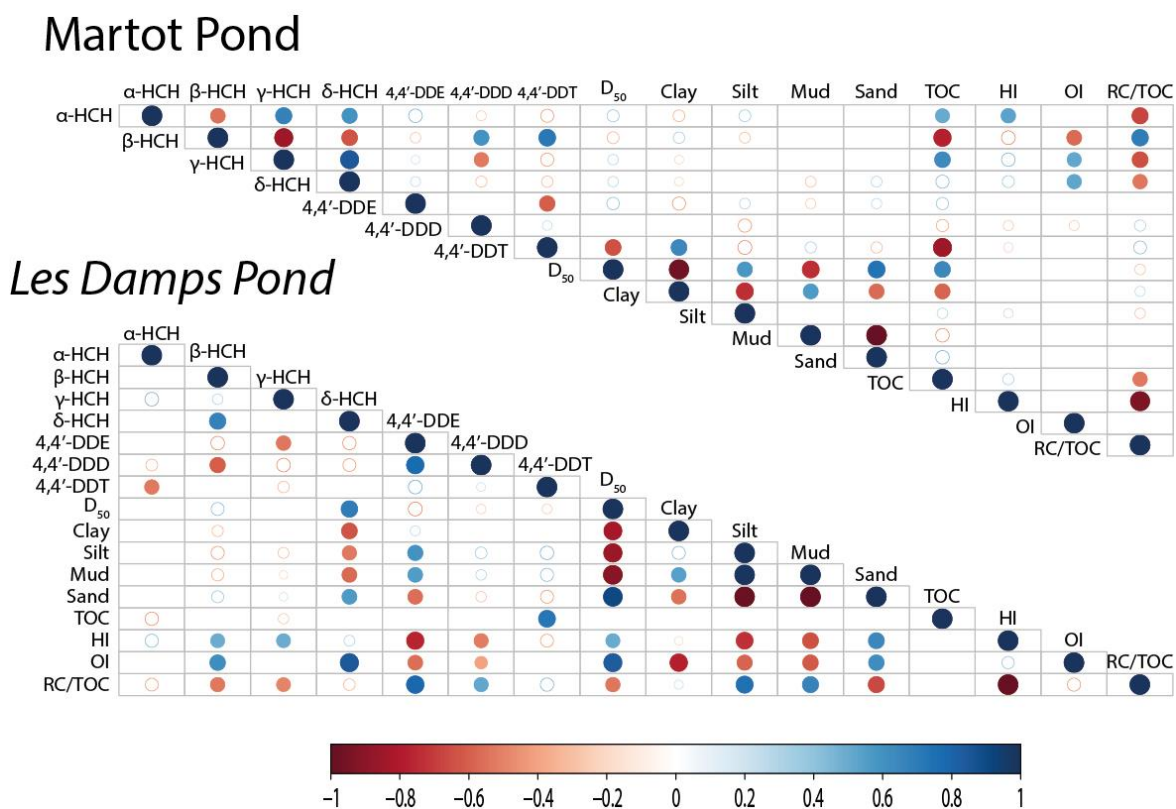 Martot Pond
α-HCH β-HCH γ-HCH δ-HCH 4,4′-DDE 4,4′-DDD 4,4′-DDT D50 Clay Silt Mud Sand TOC HI OI RC/TOC
α-HCH
β-HCH
γ-HCH
δ-HCH
4,4′-DDE
4,4′-DDD
4,4′-DDT
D50
Clay
Silt
Mud
Sand
TOC
HI
OI
RC/TOC
Les Damps Pond
α-HCH
α-HCH β-HCH
β-HCH γ-HCH
γ-HCH δ-HCH
δ-HCH 4,4′-DDE
4,4′-DDE 4,4′-DDD
4,4′-DDD 4,4′-DDT
4,4′-DDT D50
D50 Clay
Clay Silt
Silt Mud
Mud Sand
Sand TOC
TOC HI
HI OI
OI RC/TOC
RC/TOC
−1 −0.8 −0.6 −0.4 −0.2 0 0.2 0.4 0.6 0.8 1